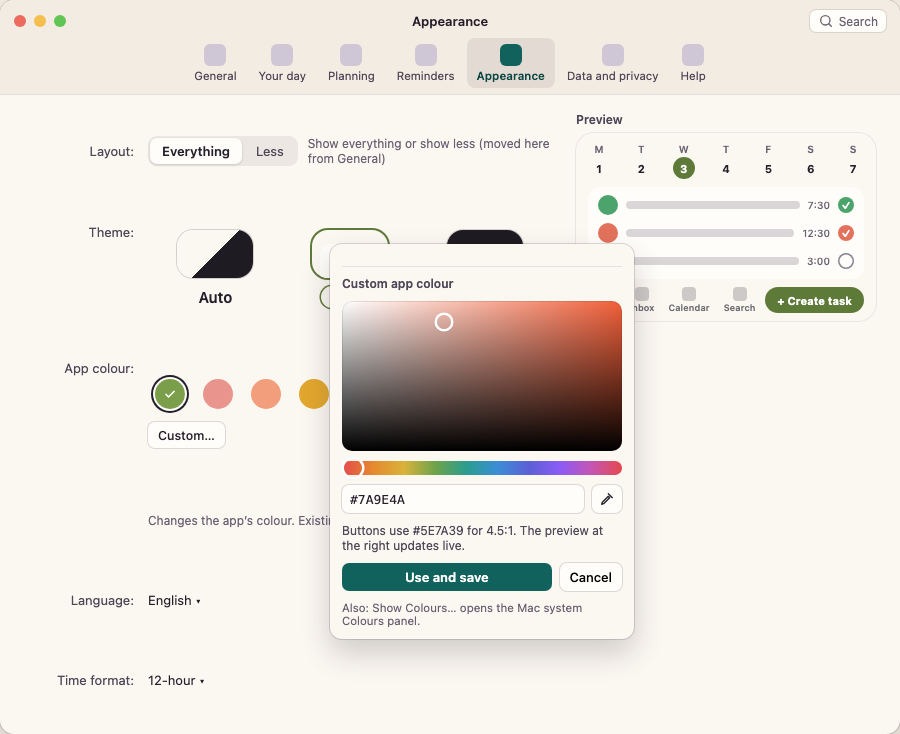 Appearance
Search
General
Your day
Planning
Reminders
Appearance
Data and privacy
Help
Layout:
Everything
Less
Show everything or show less (moved here
from General)
Preview
M T W T F S S
1 2 3 4 5 6 7
7:30
12:30
3:00
Calendar
Search
+ Create task
Theme:
Auto
App colour:
Custom...
Changes the app's colour.
Custom app colour
#7A9E4A
Buttons use #5E7A39 for 4.5:1. The preview at
the right updates live.
Use and save
Cancel
Also: Show Colours... opens the Mac system
Colours panel.
Language:
English
Time format:
12-hour